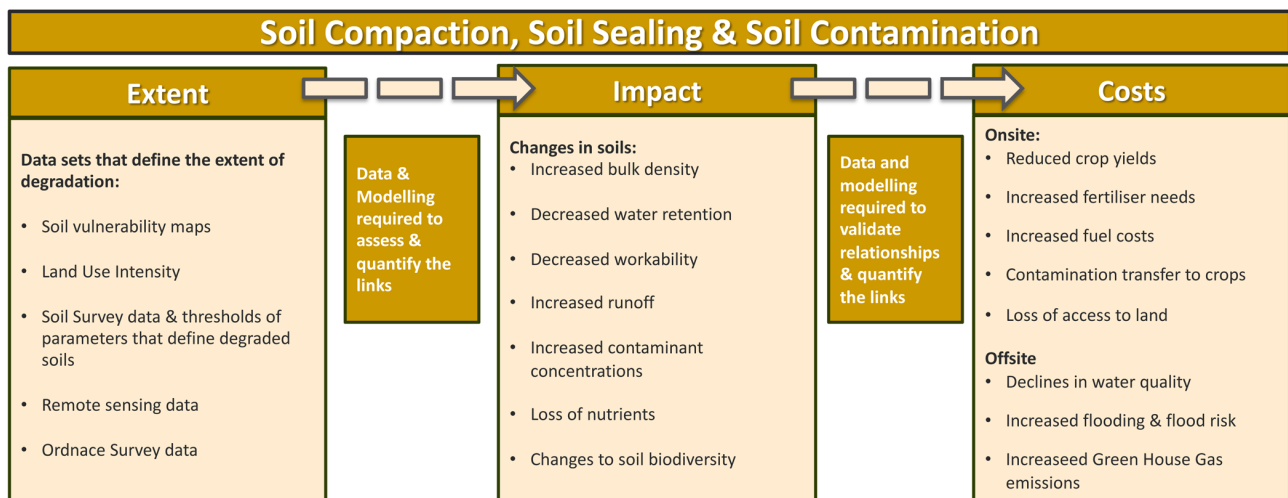 Soil Compaction, Soil Sealing & Soil Contamination
Extent
Data sets that define the extent of
degradation:
• Soil vulnerability maps
• Land Use Intensity
• Soil Survey data & thresholds of
parameters that define degraded
soils
• Remote sensing data
• Ordnace Survey data
Data &
Modelling
required to
assess &
quantify the
links
Impact
Changes in soils:
• Increased bulk density
• Decreased water retention
• Decreased workability
• Increased runoff
• Increased contaminant
concentrations
• Loss of nutrients
• Changes to soil biodiversity
Data and
modelling
required to
validate
relationships
& quantify
the links
Costs
Onsite:
• Reduced crop yields
• Increased fertiliser needs
• Increased fuel costs
• Contamination transfer to crops
• Loss of access to land
Offsite
• Declines in water quality
• Increased flooding & flood risk
• Increaseed Green House Gas
emissions